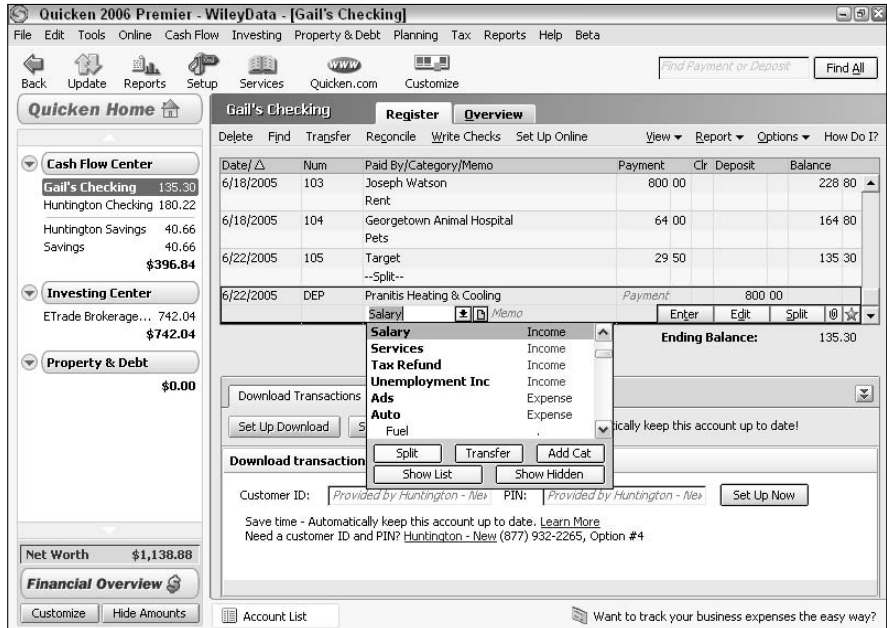 Quicken 2006 Premier - WileyData - [Gail's Checking]
File Edit Tools Online Cash Flow Investing Property & Debt Planning Tax Reports Help Beta
Back Update Reports Setup Services Quicken.com Customize Find Payment or Deposit Find All
www
Quicken Home
Gail's Checking Register Overview
Delete Find Transfer Reconcile Write Checks Set Up Online View Report Options How Do I?
Cash Flow Center
Gail's Checking 135.30
Huntington Checking 180.22
Huntington Savings 40.66
Savings 40.66
$396.84
Investing Center
ETrade Brokerage... 742.04
$742.04
Property & Debt
$0.00
Net Worth $1,138.88
Financial Overview
Customize Hide Amounts
Date/ Num Paid By/Category/Memo Payment Clr Deposit Balance
6/18/2005 103 Joseph Watson 800 00 228 80
Rent
6/18/2005 104 Georgetown Animal Hospital 64 00 164 80
Pets
6/22/2005 105 Target 29 50 135 30
--Split--
6/22/2005 DEP Pranitis Heating & Cooling Payment 800 00
Salary Memo Enter Edit Split
Ending Balance: 135.30
Salary Income
Services Income
Tax Refund Income
Unemployment Inc Income
Ads Expense
Auto Expense
Fuel
Split Transfer Add Cat
Show List Show Hidden
Download Transactions
Set Up Download S ically keep this account up to date!
Download transaction
Customer ID: Provided by Huntington - Nev PIN: Provided by Huntington - Nev Set Up Now
Save time - Automatically keep this account up to date. Learn More
Need a customer ID and PIN? Huntington - New (877) 932-2265, Option #4
Account List Want to track your business expenses the easy way?